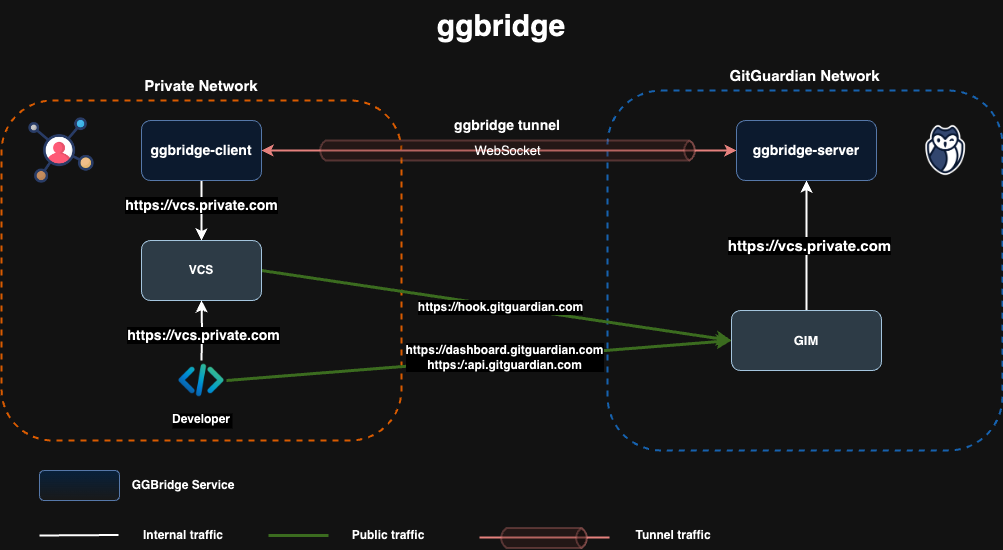 ggbridge
Private Network
GitGuardian Network
ggbridge-client
ggbridge tunnel
WebSocket
ggbridge-server
https://vcs.private.com
https://vcs.private.com
VCS
https://hook.gitguardian.com
https://vcs.private.com
https://dashboard.gitguardian.com
https:/:api.gitguardian.com
GIM
Developer
GGBridge Service
Internal traffic
Public traffic
Tunnel traffic